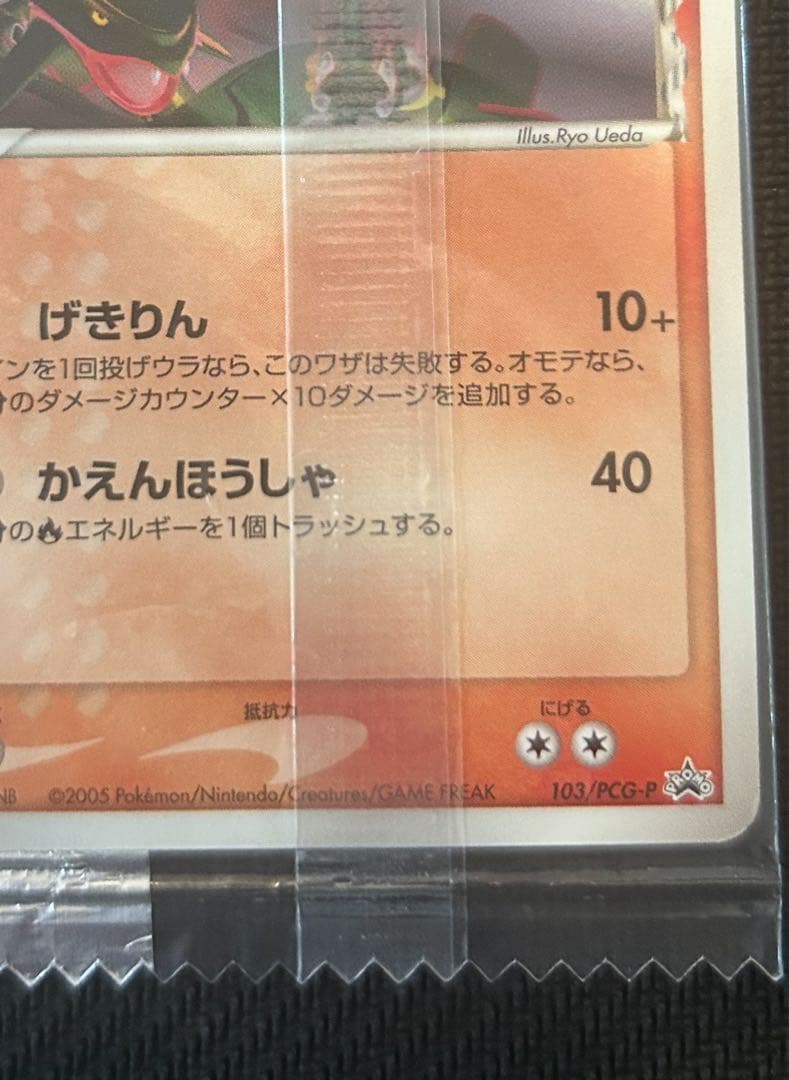 Illus.Ryo Ueda
げきりん 10+
インを1回投げウラなら、このワザは失敗する。オモテなら、
のダメージカウンター×10ダメージを追加する。
かえんほうしゃ 40
のエネルギーを1個トラッシュする。
抵抗力 にげる
NB ©2005 Pokémon/Nintendo/Creatures/GAME FREAK 103/PCG-P PROMO